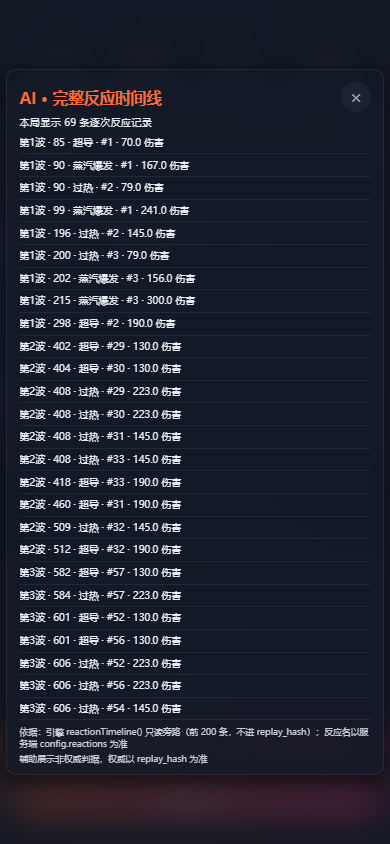 AI • 完整反应时间线
×
本局显示 69 条逐次反应记录
第1波 · 85 · 超导 · #1 · 70.0 伤害
第1波 · 90 · 蒸汽爆发 · #1 · 167.0 伤害
第1波 · 90 · 过热 · #2 · 79.0 伤害
第1波 · 99 · 蒸汽爆发 · #1 · 241.0 伤害
第1波 · 196 · 过热 · #2 · 145.0 伤害
第1波 · 200 · 过热 · #3 · 79.0 伤害
第1波 · 202 · 蒸汽爆发 · #3 · 156.0 伤害
第1波 · 215 · 蒸汽爆发 · #3 · 300.0 伤害
第1波 · 298 · 超导 · #2 · 190.0 伤害
第2波 · 402 · 超导 · #29 · 130.0 伤害
第2波 · 404 · 超导 · #30 · 130.0 伤害
第2波 · 408 · 过热 · #29 · 223.0 伤害
第2波 · 408 · 过热 · #30 · 223.0 伤害
第2波 · 408 · 过热 · #31 · 145.0 伤害
第2波 · 408 · 过热 · #33 · 145.0 伤害
第2波 · 418 · 超导 · #33 · 190.0 伤害
第2波 · 460 · 超导 · #31 · 190.0 伤害
第2波 · 509 · 过热 · #32 · 145.0 伤害
第2波 · 512 · 超导 · #32 · 190.0 伤害
第3波 · 582 · 超导 · #57 · 130.0 伤害
第3波 · 584 · 过热 · #57 · 223.0 伤害
第3波 · 601 · 超导 · #52 · 130.0 伤害
第3波 · 601 · 超导 · #56 · 130.0 伤害
第3波 · 606 · 过热 · #52 · 223.0 伤害
第3波 · 606 · 过热 · #56 · 223.0 伤害
第3波 · 606 · 过热 · #54 · 145.0 伤害
依据：引擎 reactionTimeline() 只读旁路（前 200 条，不进 replay_hash）；反应名以服
务端 config.reactions 为准
辅助展示非权威判据，权威以 replay_hash 为准